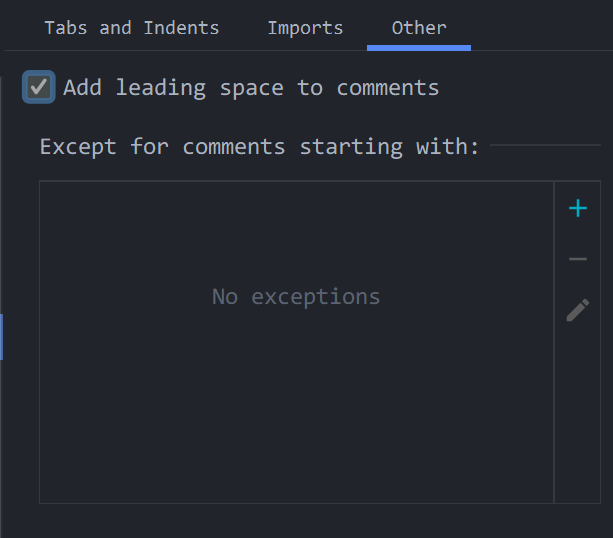 Tabs and Indents Imports Other
Add leading space to comments
Except for comments starting with:
No exceptions